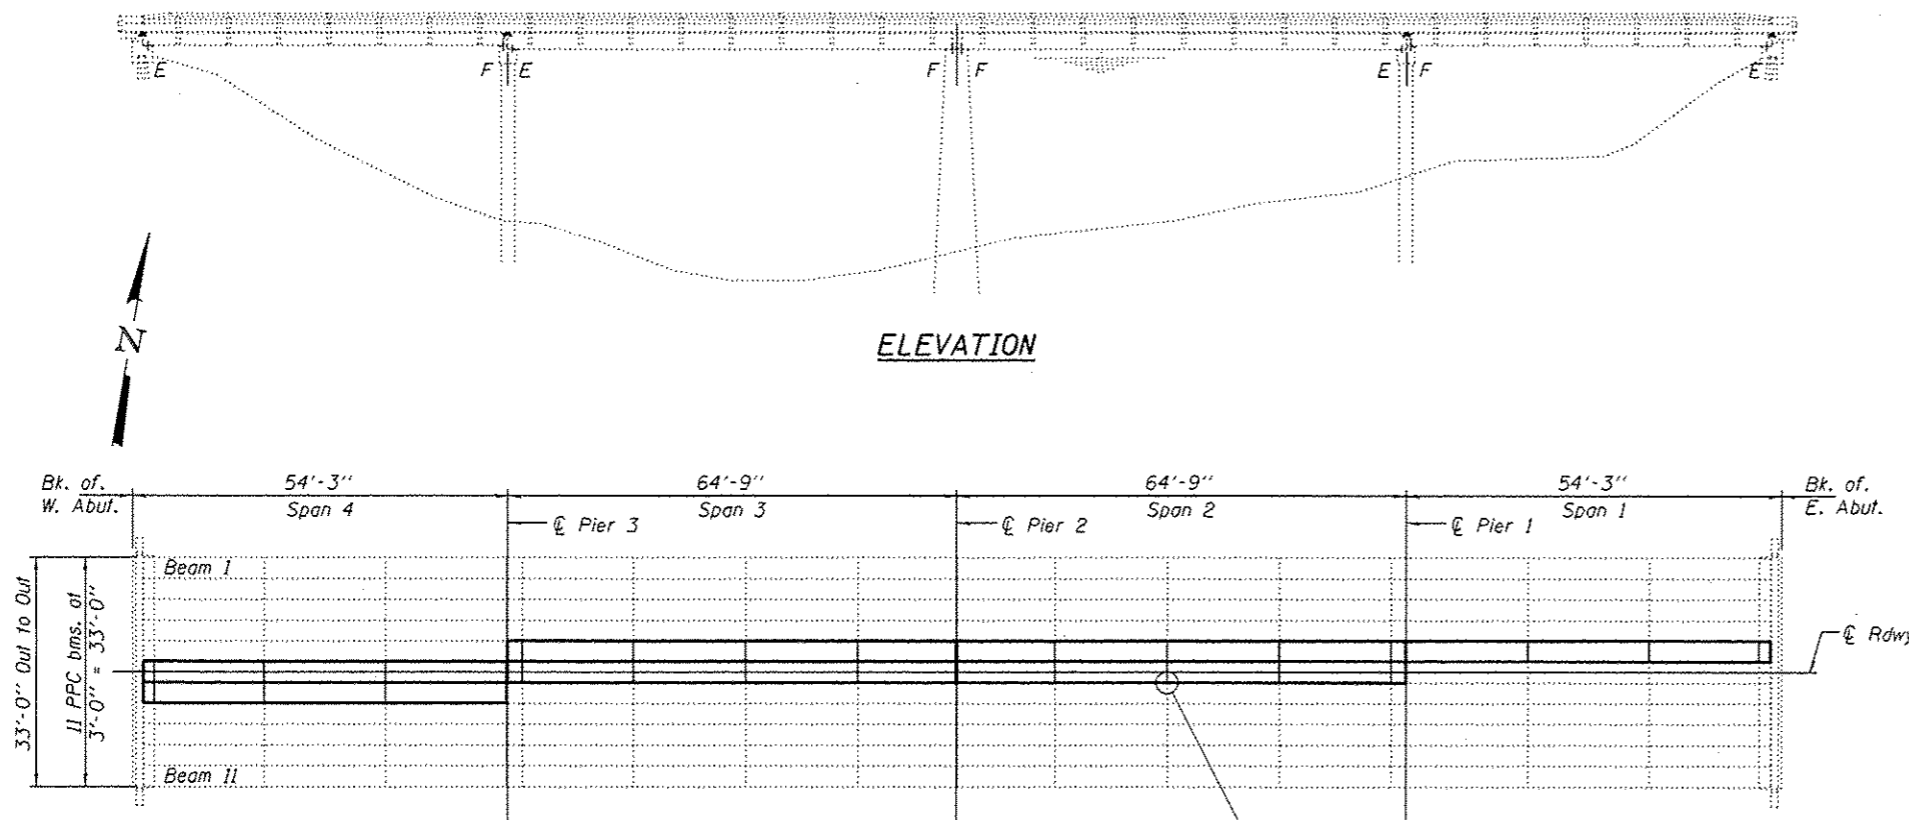 E F E F F E F E
ELEVATION
N
Bk. of.
W. Abut.
54'-3"
Span 4
64'-9"
Span 3
64'-9"
Span 2
54'-3"
Span 1
Bk. of.
E. Abut.
℄ Pier 3
℄ Pier 2
℄ Pier 1
33'-0" Out to Out
11 PPC bms. at
3'-0" = 33'-0"
Beam 1
Beam 11
℄ Rdwy